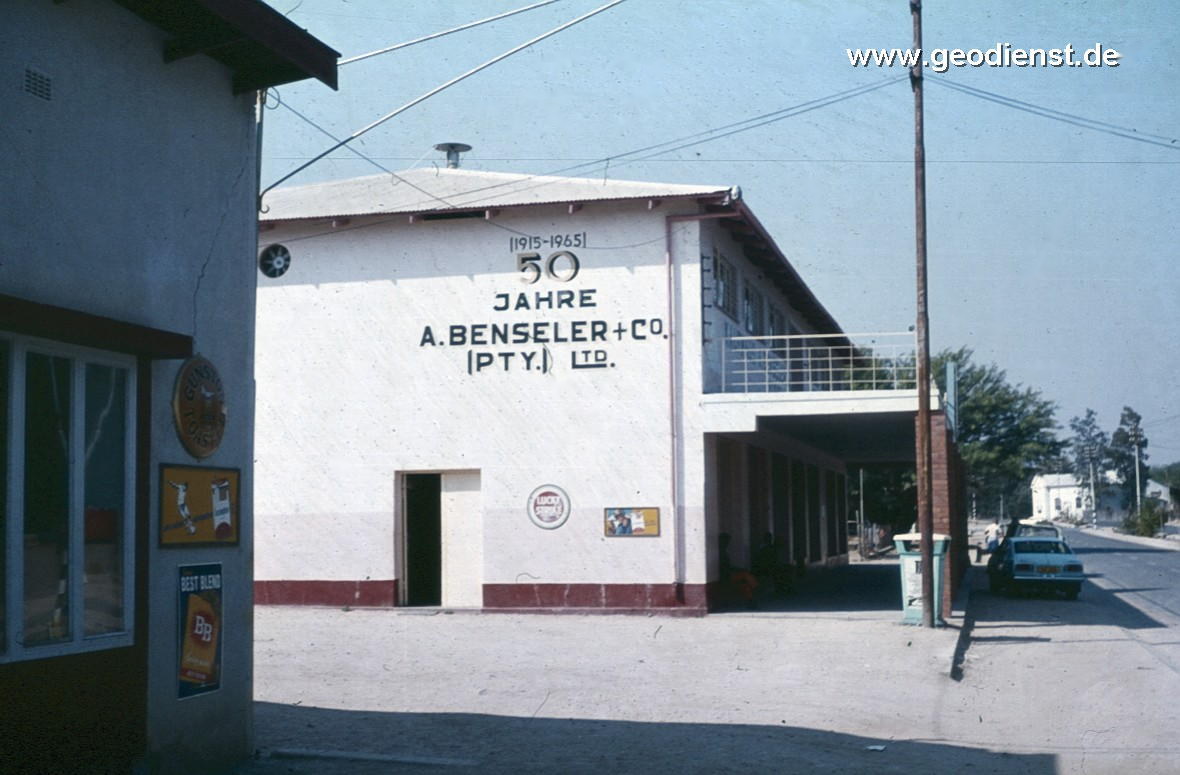 www.geodienst.de
(1915-1965)
50
JAHRE
A. BENSELER + CO.
(PTY.) LTD.
LUCKY
STRIKE
BEST BLEND
BB